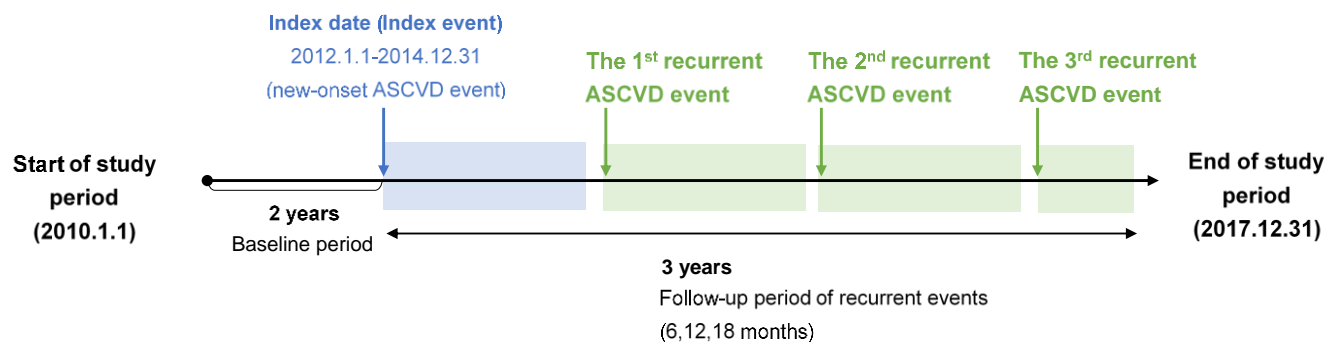 Index date (Index event)
2012.1.1-2014.12.31
(new-onset ASCVD event)
The 1st recurrent
ASCVD event
The 2nd recurrent
ASCVD event
The 3rd recurrent
ASCVD event
Start of study
period
(2010.1.1)
2 years
Baseline period
End of study
period
(2017.12.31)
3 years
Follow-up period of recurrent events
(6,12,18 months)